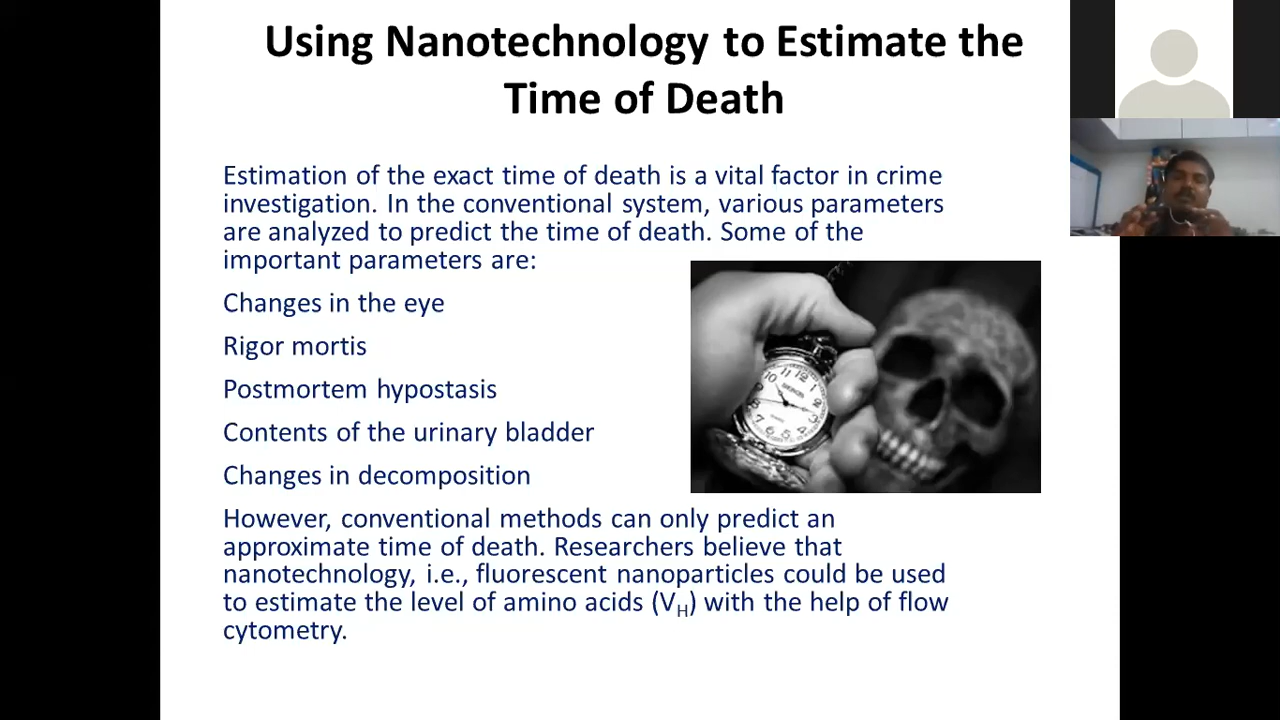 Using Nanotechnology to Estimate the
Time of Death
Estimation of the exact time of death is a vital factor in crime
investigation. In the conventional system, various parameters
are analyzed to predict the time of death. Some of the
important parameters are:
Changes in the eye
Rigor mortis
Postmortem hypostasis
Contents of the urinary bladder
Changes in decomposition
However, conventional methods can only predict an
approximate time of death. Researchers believe that
nanotechnology, i.e., fluorescent nanoparticles could be used
to estimate the level of amino acids (VH) with the help of flow
cytometry.